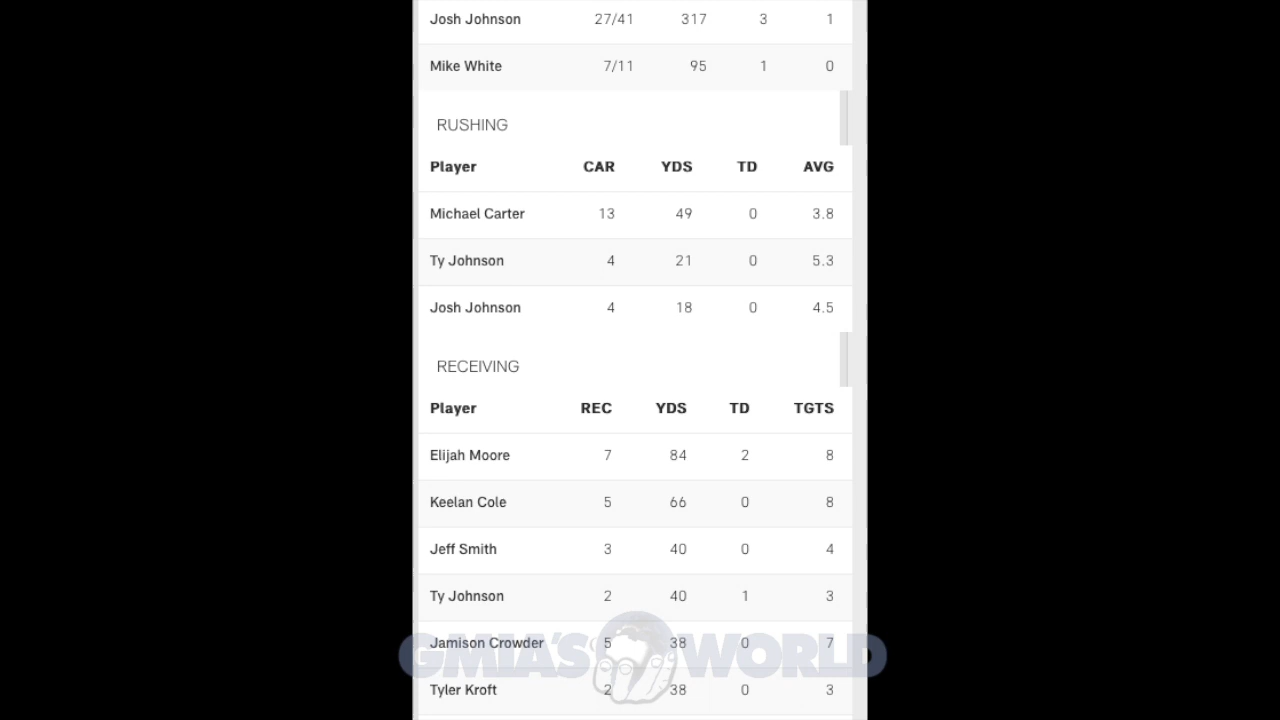 Josh Johnson 27/41 317 3 1
Mike White 7/11 95 1 0
RUSHING
Player CAR YDS TD AVG
Michael Carter 13 49 0 3.8
Ty Johnson 4 21 0 5.3
Josh Johnson 4 18 0 4.5
RECEIVING
Player REC YDS TD TGTS
Elijah Moore 7 84 2 8
Keelan Cole 5 66 0 8
Jeff Smith 3 40 0 4
Ty Johnson 2 40 1 3
Jamison Crowder 5 38 0 7
GMIA'S WORLD
Tyler Kroft 2 38 0 3